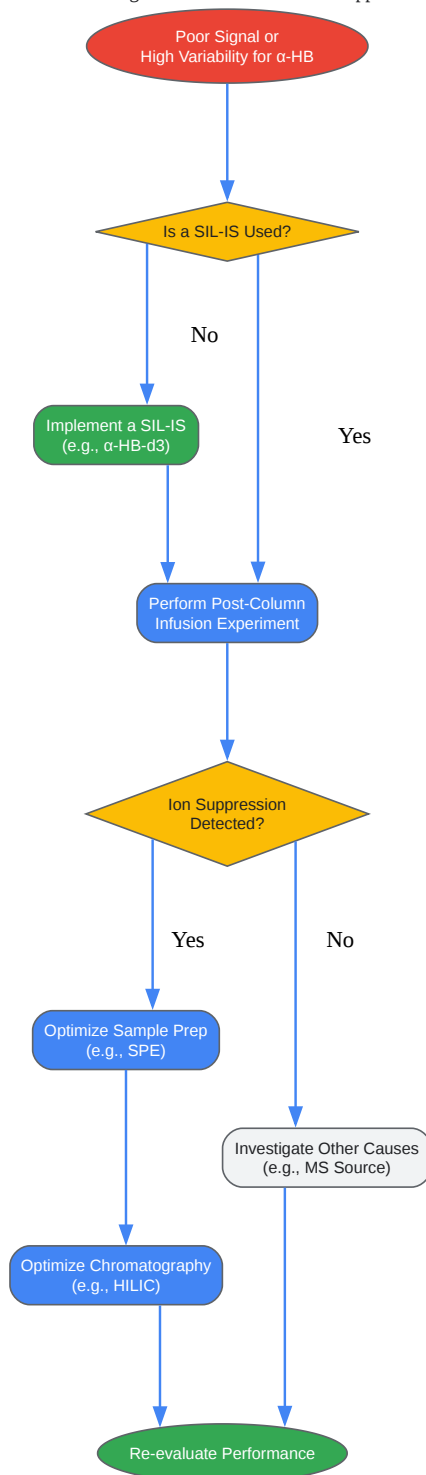 Poor Signal or
High Variability for α-HB
Is a SIL-IS Used?
No
Implement a SIL-IS
(e.g., α-HB-d3)
Yes
Perform Post-Column
Infusion Experiment
Ion Suppression
Detected?
Yes
No
Optimize Sample Prep
(e.g., SPE)
Investigate Other Causes
(e.g., MS Source)
Optimize Chromatography
(e.g., HILIC)
Re-evaluate Performance